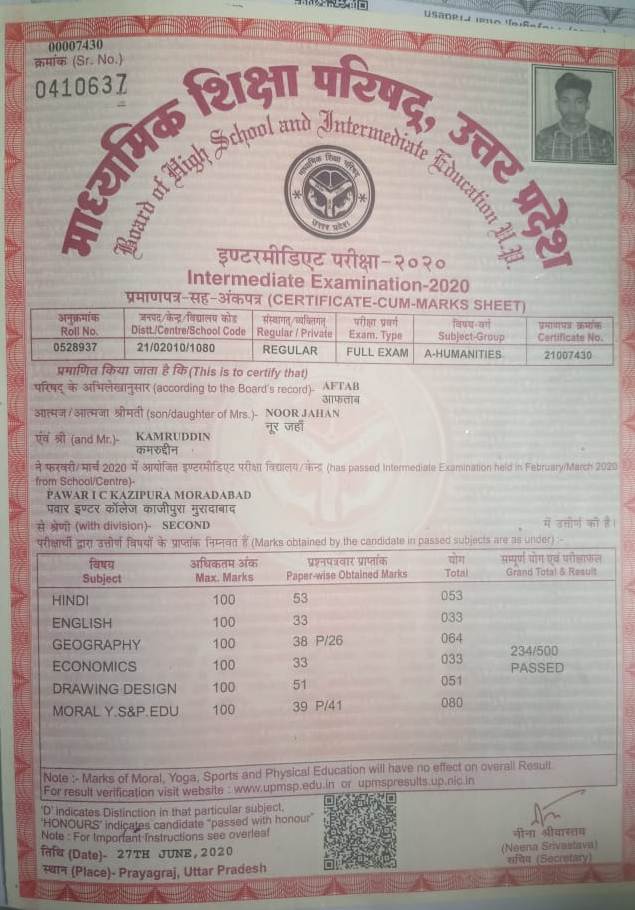 00007430
क्रमांक (Sr. No.)
0410637
माध्यमिक शिक्षा परिषद्, उत्तर प्रदेश
Board of High School and Intermediate Education U.P.
माध्यमिक शिक्षा परिषद
उत्तर प्रदेश
इण्टरमीडिएट परीक्षा-२०२०
Intermediate Examination-2020
प्रमाणपत्र-सह-अंकपत्र (CERTIFICATE-CUM-MARKS SHEET)
अनुक्रमांक जनपद/केन्द्र/विद्यालय कोड संस्थागत/व्यक्तिगत परीक्षा प्रवर्ग विषय-वर्ग प्रमाणपत्र क्रमांक
Roll No. Distt./Centre/School Code Regular / Private Exam. Type Subject-Group Certificate No.
0528937 21/02010/1080 REGULAR FULL EXAM A-HUMANITIES 21007430
प्रमाणित किया जाता है कि (This is to certify that)
परिषद् के अभिलेखानुसार (according to the Board's record)- AFTAB
आफताब
आत्मज/आत्मजा श्रीमती (son/daughter of Mrs.)- NOOR JAHAN
नूर जहाँ
एंव श्री (and Mr.)- KAMRUDDIN
कमरुद्दीन
ने फरवरी/मार्च 2020 में आयोजित इण्टरमीडिएट परीक्षा विद्यालय/केन्द्र (has passed Intermediate Examination held in February/March 2020
from School/Centre)-
PAWAR I C KAZIPURA MORADABAD
पवार इण्टर कॉलेज काजीपुरा मुरादाबाद
से श्रेणी (with division)- SECOND में उत्तीर्ण की है।
परीक्षार्थी द्वारा उत्तीर्ण विषयों के प्राप्तांक निम्नवत हैं (Marks obtained by the candidate in passed subjects are as under) :-
विषय अधिकतम अंक प्रश्नपत्रवार प्राप्तांक योग सम्पूर्ण योग एवं परीक्षाफल
Subject Max. Marks Paper-wise Obtained Marks Total Grand Total & Result
HINDI 100 53 053
ENGLISH 100 33 033
GEOGRAPHY 100 38 P/26 064
234/500
ECONOMICS 100 33 033
PASSED
DRAWING DESIGN 100 51 051
MORAL Y.S&P.EDU 100 39 P/41 080
Note :- Marks of Moral, Yoga, Sports and Physical Education will have no effect on overall Result.
For result verification visit website : www.upmsp.edu.in or upmspresults.up.nic.in
'D' indicates Distinction in that particular subject,
'HONOURS' indicates candidate "passed with honour"
Note : For Important Instructions see overleaf
तिथि (Date)- 27TH JUNE, 2020
स्थान (Place)- Prayagraj, Uttar Pradesh
नीना श्रीवास्तव
(Neena Srivastava)
सचिव (Secretary)